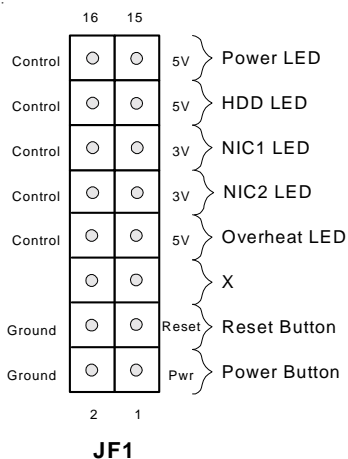 16 15
Control 5V Power LED
Control 5V HDD LED
Control 3V NIC1 LED
Control 3V NIC2 LED
Control 5V Overheat LED
X
Ground Reset Reset Button
Ground Pwr Power Button
2 1
JF1